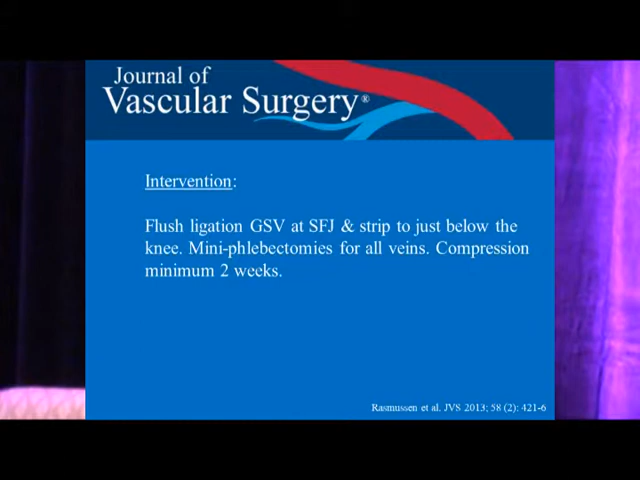 Journal of
Vascular Surgery®
Intervention:
Flush ligation GSV at SFJ & strip to just below the
knee. Mini-phlebectomies for all veins. Compression
minimum 2 weeks.
Rasmussen et al. JVS 2013; 58 (2): 421-6